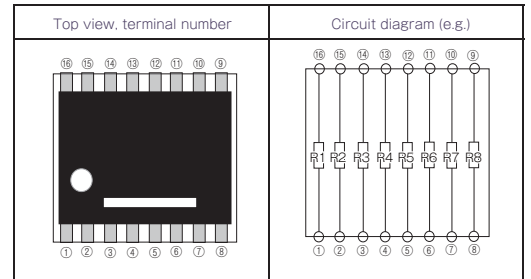 Top view, terminal number
Circuit diagram (e.g.)
⑯ ⑮ ⑭ ⑬ ⑫ ⑪ ⑩ ⑨
① ② ③ ④ ⑤ ⑥ ⑦ ⑧
⑯ ⑮ ⑭ ⑬ ⑫ ⑪ ⑩ ⑨
R1 R2 R3 R4 R5 R6 R7 R8
① ② ③ ④ ⑤ ⑥ ⑦ ⑧